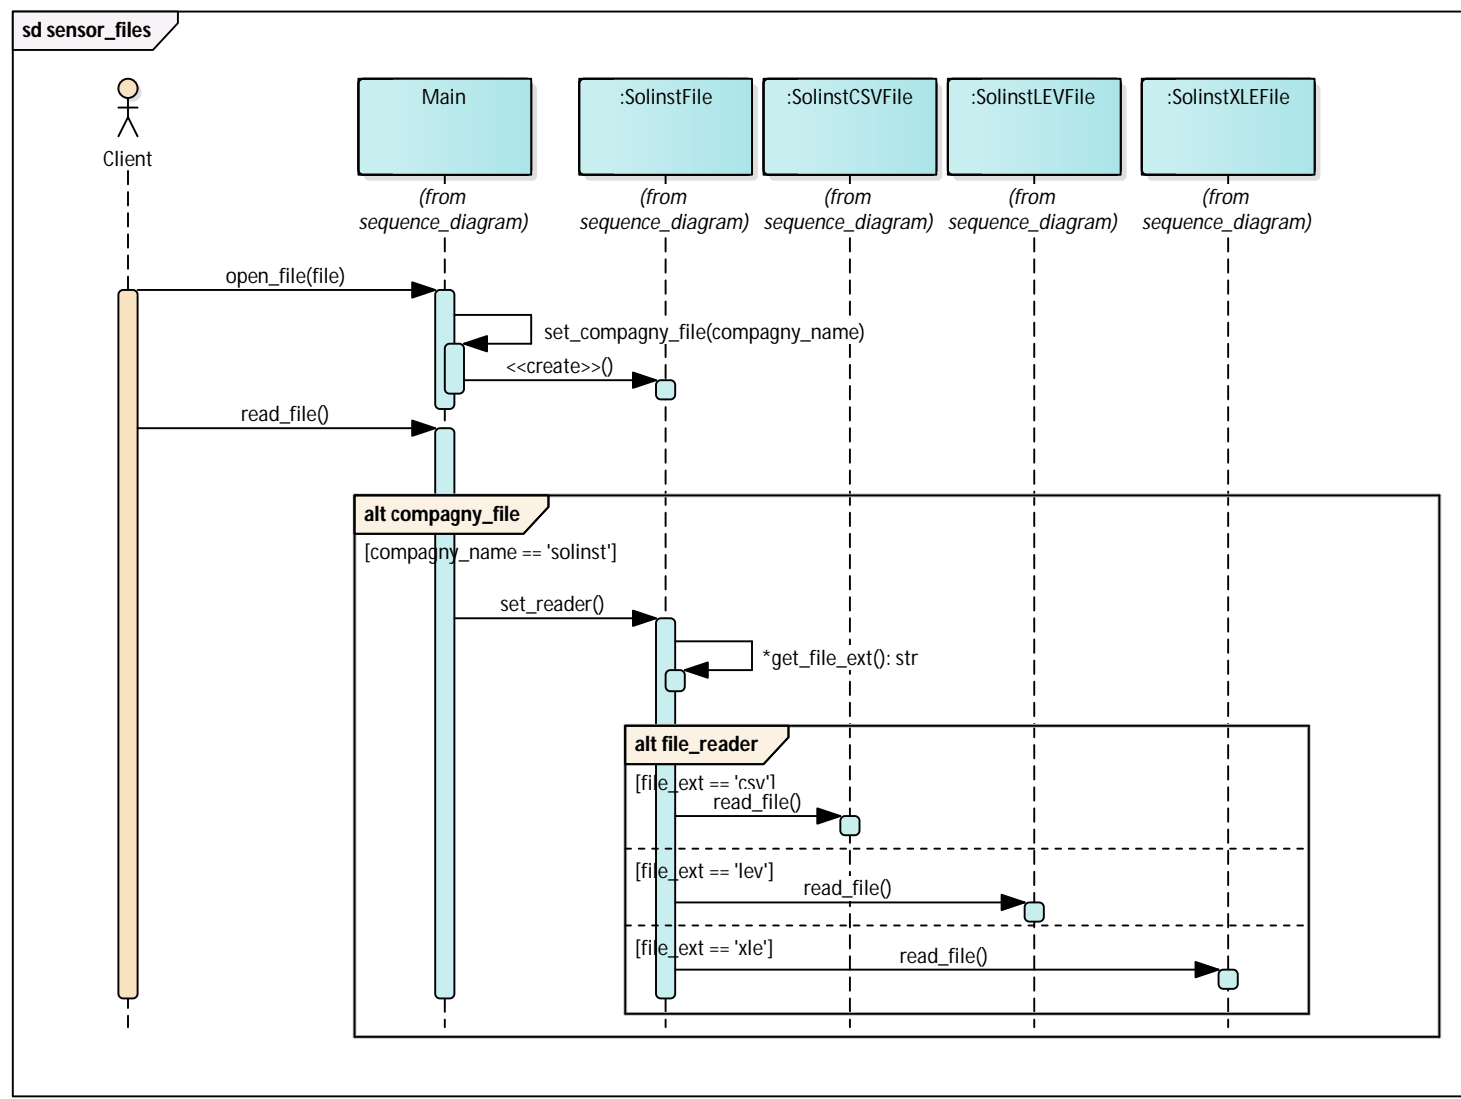 sd sensor_files
Client
Main
:SolinstFile
:SolinstCSVFile
:SolinstLEVFile
:SolinstXLEFile
(from
sequence_diagram)
(from
sequence_diagram)
(from
sequence_diagram)
(from
sequence_diagram)
(from
sequence_diagram)
open_file(file)
set_compagny_file(compagny_name)
<<create>>()
read_file()
alt compagny_file
[compagny_name == 'solinst']
set_reader()
*get_file_ext(): str
alt file_reader
[file_ext == 'csv']
read_file()
[file_ext == 'lev']
read_file()
[file_ext == 'xle']
read_file()